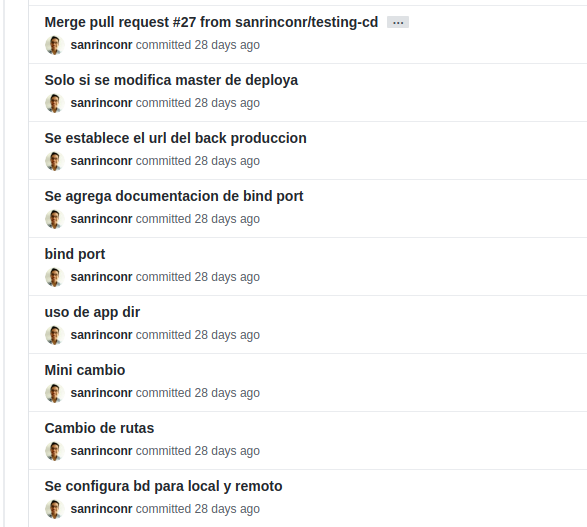 Merge pull request #27 from sanrinconr/testing-cd ...
sanrinconr committed 28 days ago
Solo si se modifica master de deploya
sanrinconr committed 28 days ago
Se establece el url del back produccion
sanrinconr committed 28 days ago
Se agrega documentacion de bind port
sanrinconr committed 28 days ago
bind port
sanrinconr committed 28 days ago
uso de app dir
sanrinconr committed 28 days ago
Mini cambio
sanrinconr committed 28 days ago
Cambio de rutas
sanrinconr committed 28 days ago
Se configura bd para local y remoto
sanrinconr committed 28 days ago